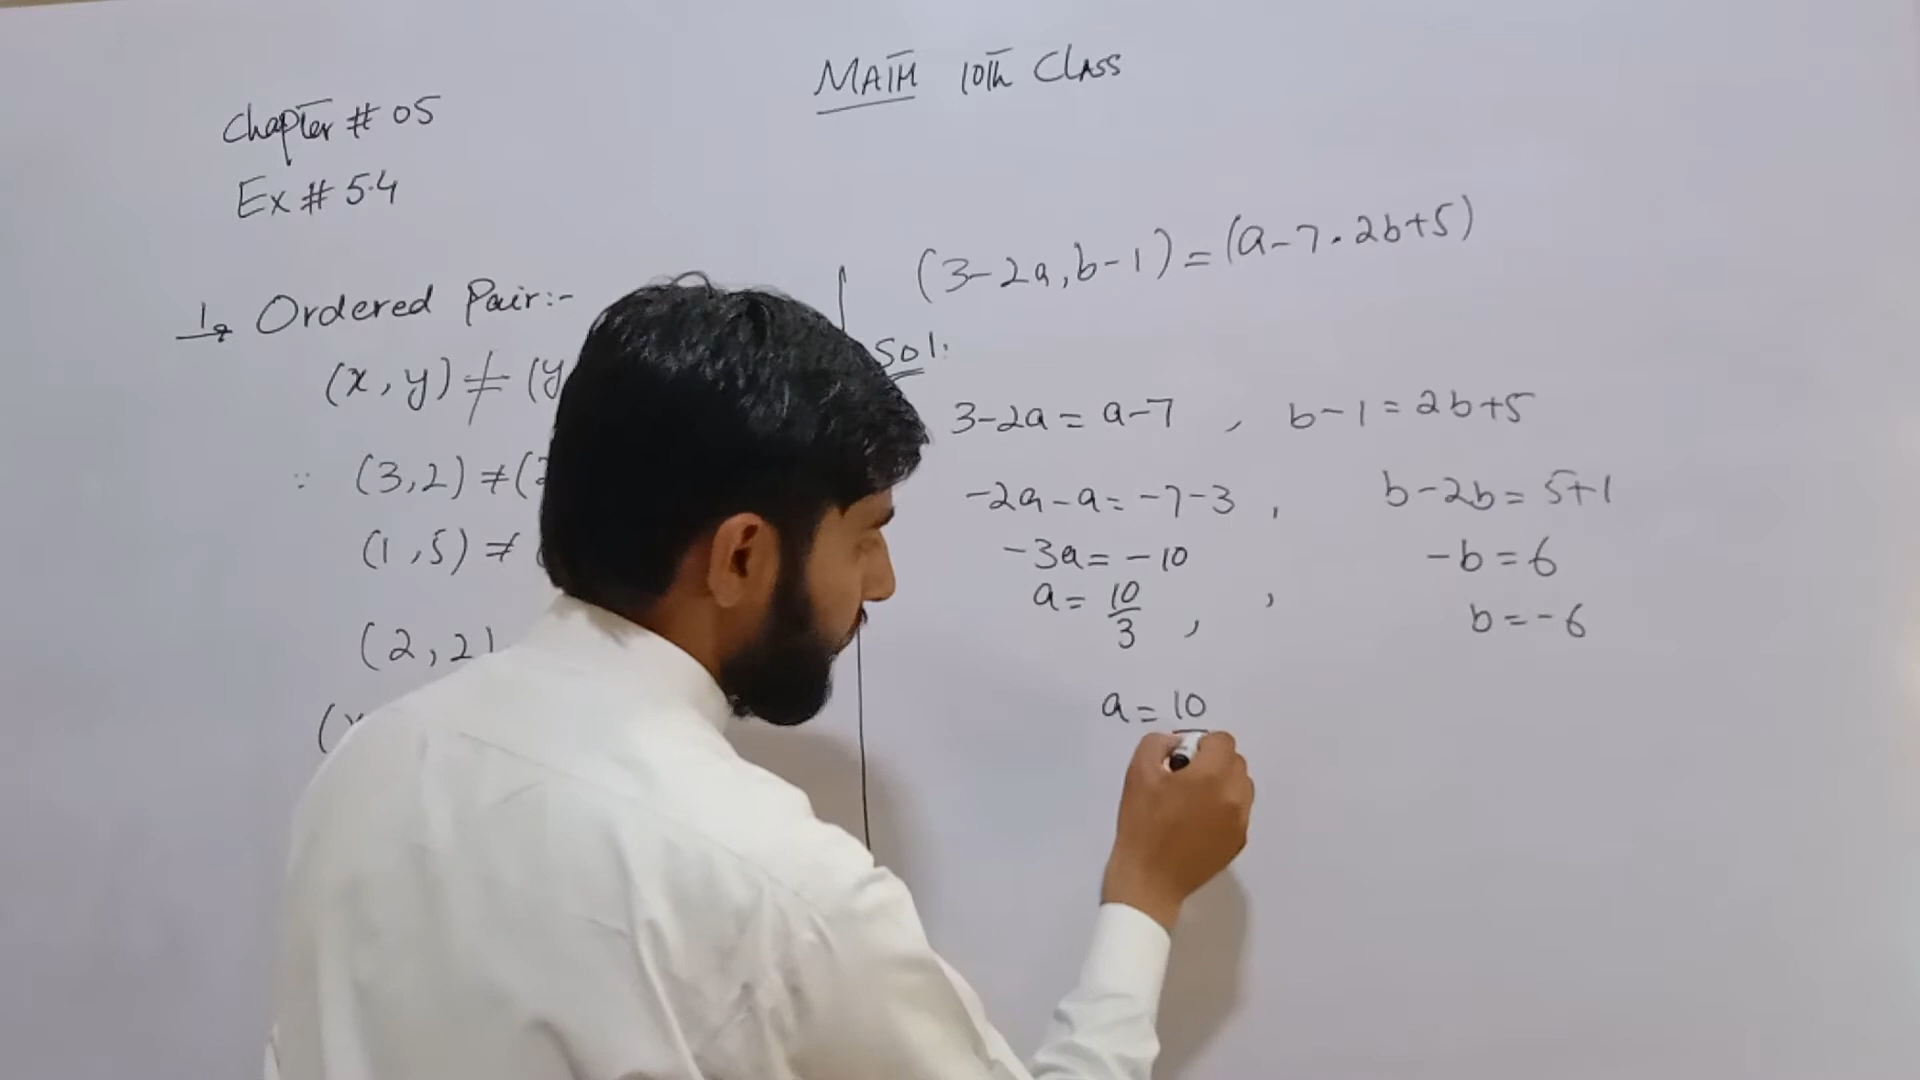 MATH 10th Class
Chapter # 05
Ex # 5.4
1, Ordered Pair:-
(x, y) ≠ (y
∵ (3,2) ≠ (2
(1,5) ≠
(2,2)
(x
(3-2a, b-1) = (a-7, 2b+5)
Sol:
3-2a = a-7 , b-1 = 2b+5
-2a-a = -7-3 , b-2b = 5+1
-3a = -10 -b = 6
a = 10/3 , , b = -6
a = 10